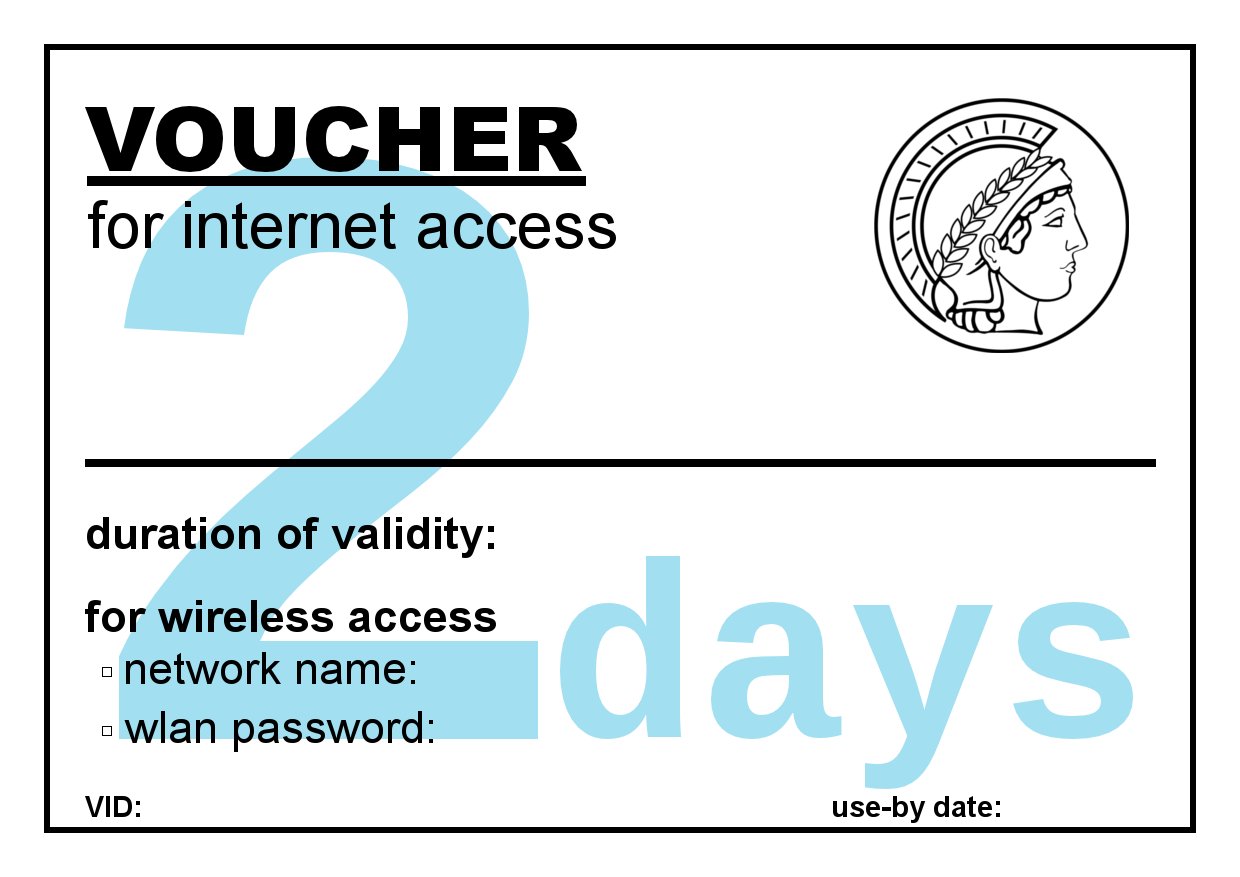 VOUCHER
for internet access
duration of validity:
for wireless access
network name:
wlan password:
2 days
VID:
use-by date: